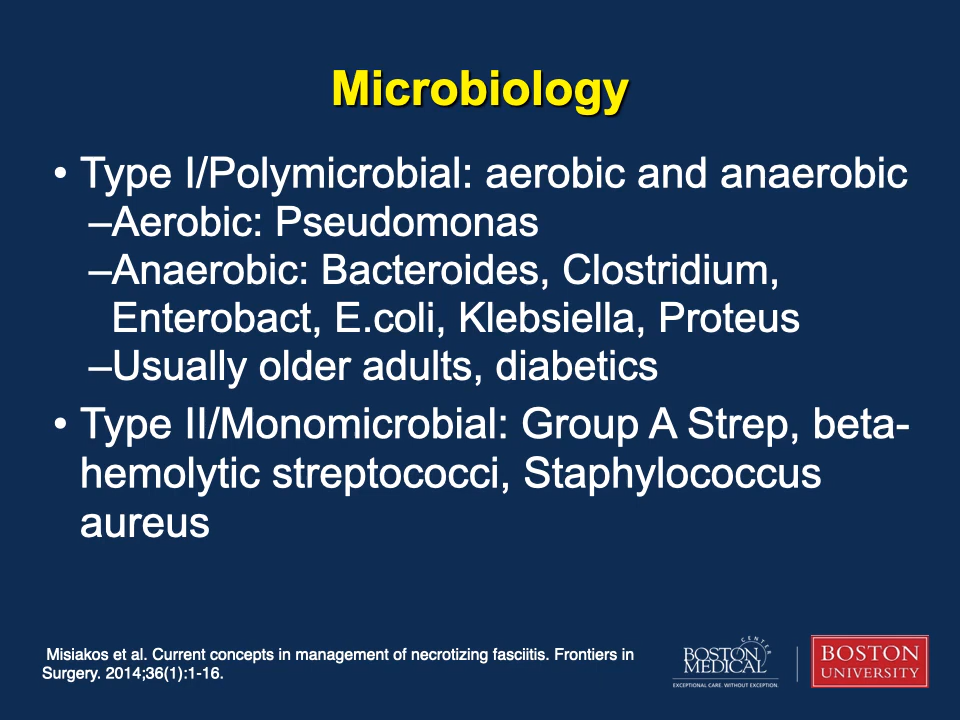 Microbiology
• Type I/Polymicrobial: aerobic and anaerobic
–Aerobic: Pseudomonas
–Anaerobic: Bacteroides, Clostridium,
Enterobact, E.coli, Klebsiella, Proteus
–Usually older adults, diabetics
• Type II/Monomicrobial: Group A Strep, beta-
hemolytic streptococci, Staphylococcus
aureus
Misiakos et al. Current concepts in management of necrotizing fasciitis. Frontiers in
Surgery. 2014;36(1):1-16.
BOSTON
MEDICAL
CENTER
EXCEPTIONAL CARE. WITHOUT EXCEPTION.
BOSTON
UNIVERSITY